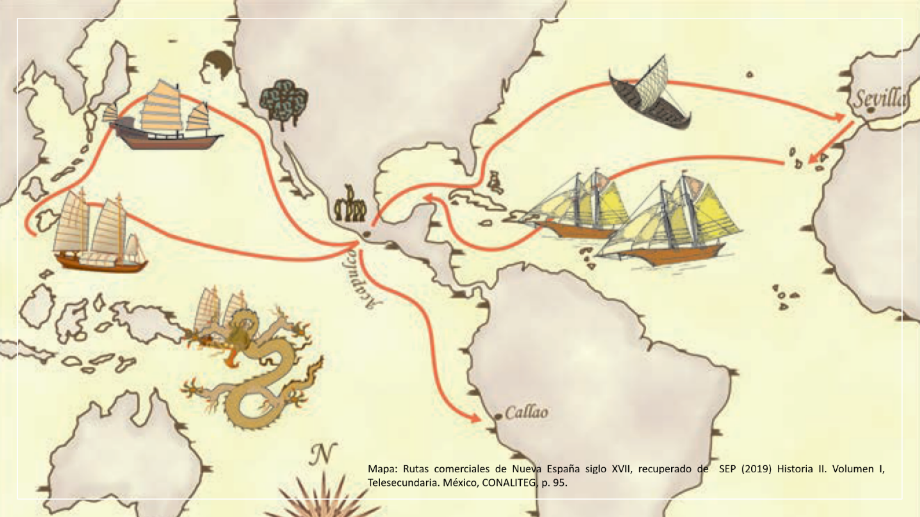 Sevilla
Acapulco
Callao
N
Mapa: Rutas comerciales de Nueva España siglo XVII, recuperado de SEP (2019) Historia II. Volumen I,
Telesecundaria. México, CONALITEG, p. 95.